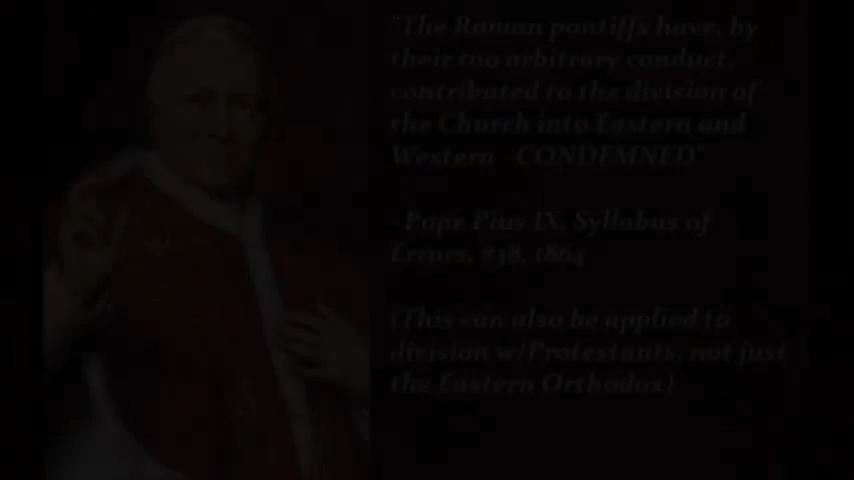 "The Roman pontiffs have, by
their too arbitrary conduct,
contributed to the division of
the Church into Eastern and
Western - CONDEMNED"
- Pope Pius IX, Syllabus of
Errors, #38, 1864
(This can also be applied to
division w/Protestants, not just
the Eastern Orthodox)